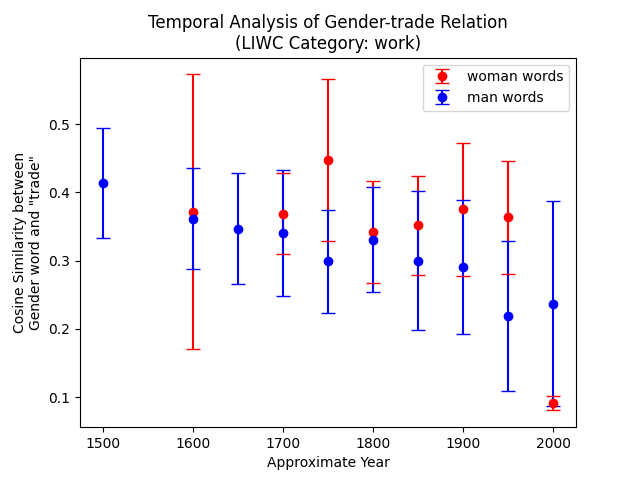 Temporal Analysis of Gender-trade Relation
(LIWC Category: work)
woman words
man words
Cosine Similarity between
Gender word and "trade"
0.5
0.4
0.3
0.2
0.1
1500
1600
1700
1800
1900
2000
Approximate Year